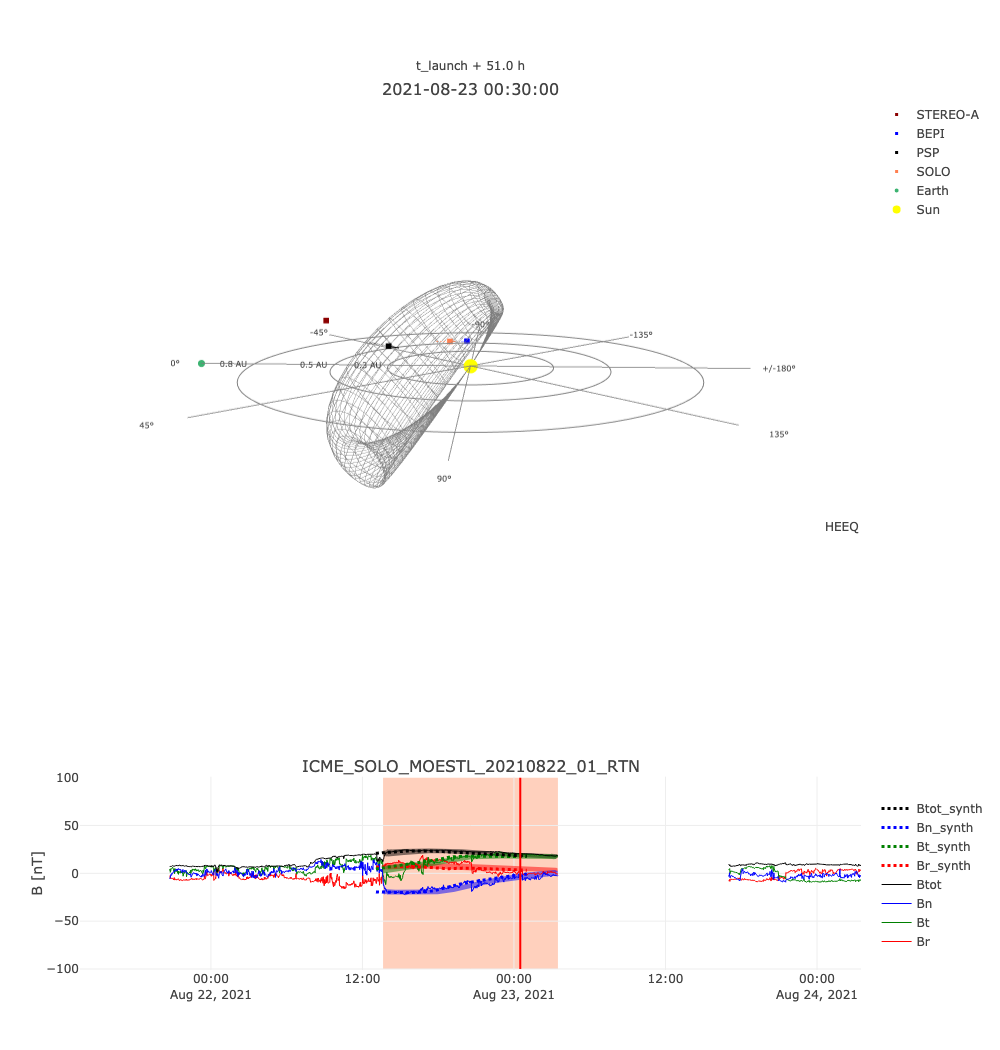 t_launch + 51.0 h
2021-08-23 00:30:00
STEREO-A
BEPI
PSP
SOLO
Earth
Sun
-90°
-45°
-135°
0°
0.8 AU
0.5 AU
0.3 AU
+/-180°
45°
135°
90°
HEEQ
ICME_SOLO_MOESTL_20210822_01_RTN
B [nT]
100
50
0
−50
−100
00:00
Aug 22, 2021
12:00
00:00
Aug 23, 2021
12:00
00:00
Aug 24, 2021
Btot_synth
Bn_synth
Bt_synth
Br_synth
Btot
Bn
Bt
Br